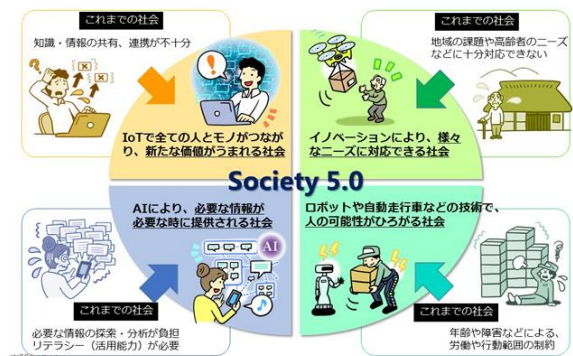 これまでの社会
知識・情報の共有、連携が不十分
IoTで全ての人とモノがつなが
り、新たな価値がうまれる社会
これまでの社会
地域の課題や高齢者のニーズ
などに十分対応できない
イノベーションにより、様々
なニーズに対応できる社会
Society 5.0
AIにより、必要な情報が
必要な時に提供される社会
AI
これまでの社会
必要な情報の探索・分析が負担
リテラシー（活用能力）が必要
ロボットや自動走行車などの技術で、
人の可能性がひろがる社会
これまでの社会
年齢や障害などによる、
労働や行動範囲の制約